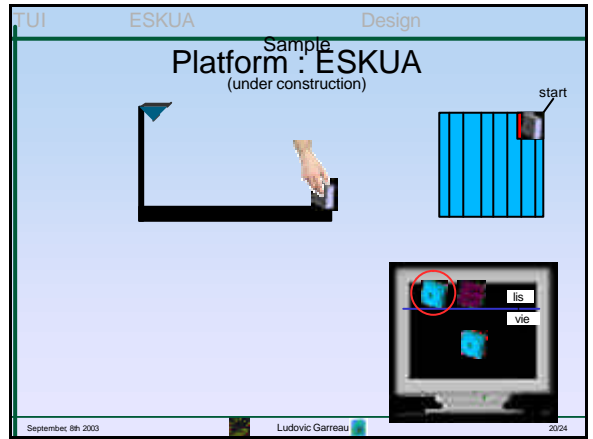 TUI ESKUA Design
Sample
Platform : ESKUA
(under construction)
start
lis
vie
September, 8th 2003 Ludovic Garreau 20/24